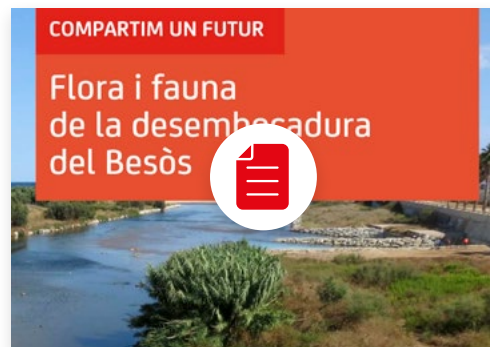 COMPARTIM UN FUTUR
Flora i fauna
de la desembocadura
del Besòs